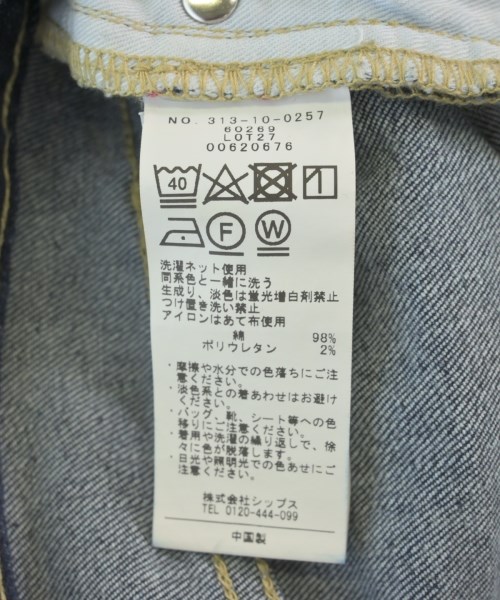 NO. 313-10-0257
60269
LOT27
00620676
40
F W
洗濯ネット使用
同系色と一緒に洗う
生成り、淡色は蛍光増白剤禁止
つけ置き洗い禁止
アイロンはあて布使用
綿 98%
ポリウレタン 2%
・摩擦や水分での色落ちにご注
意ください。
・淡色系との着あわせはお避け
ください。
・バッグ、靴、シート等への色
移りにご注意ください。
・着用や洗濯の繰り返しで、徐
々に色が脱落します。
・日光や照明光での色あせにご
注意ください。
株式会社シップス
TEL 0120-444-099
中国製